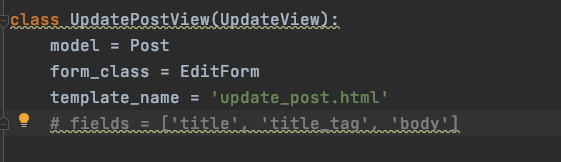 class UpdatePostView(UpdateView):
    model = Post
    form_class = EditForm
    template_name = 'update_post.html'
    # fields = ['title', 'title_tag', 'body']